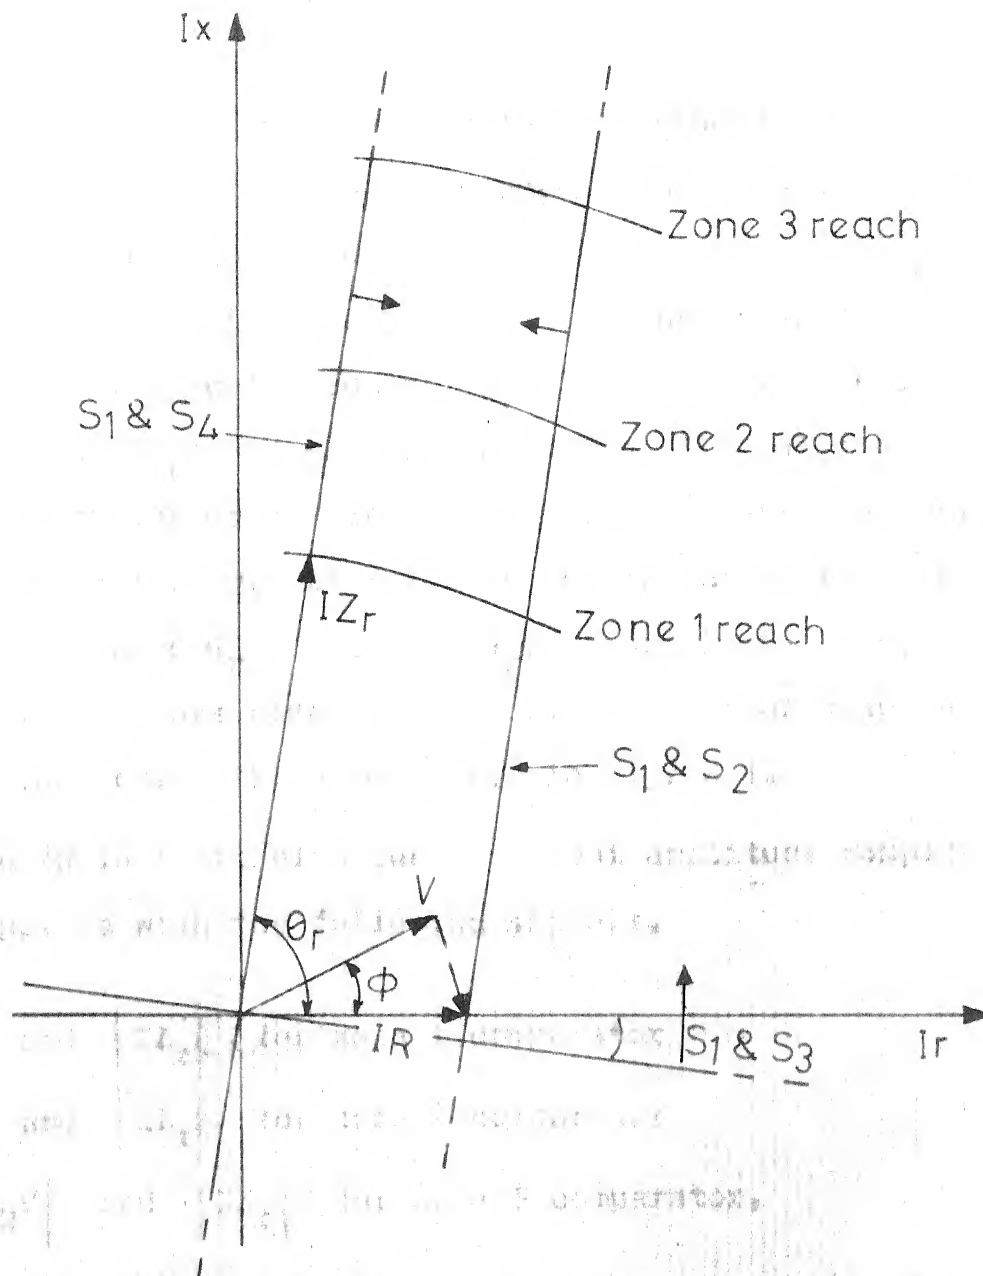 Ix
Zone 3 reach
S1 & S4
Zone 2 reach
IZr
Zone 1 reach
S1 & S2
V
θr
ϕ
IR
S1 & S3
Ir